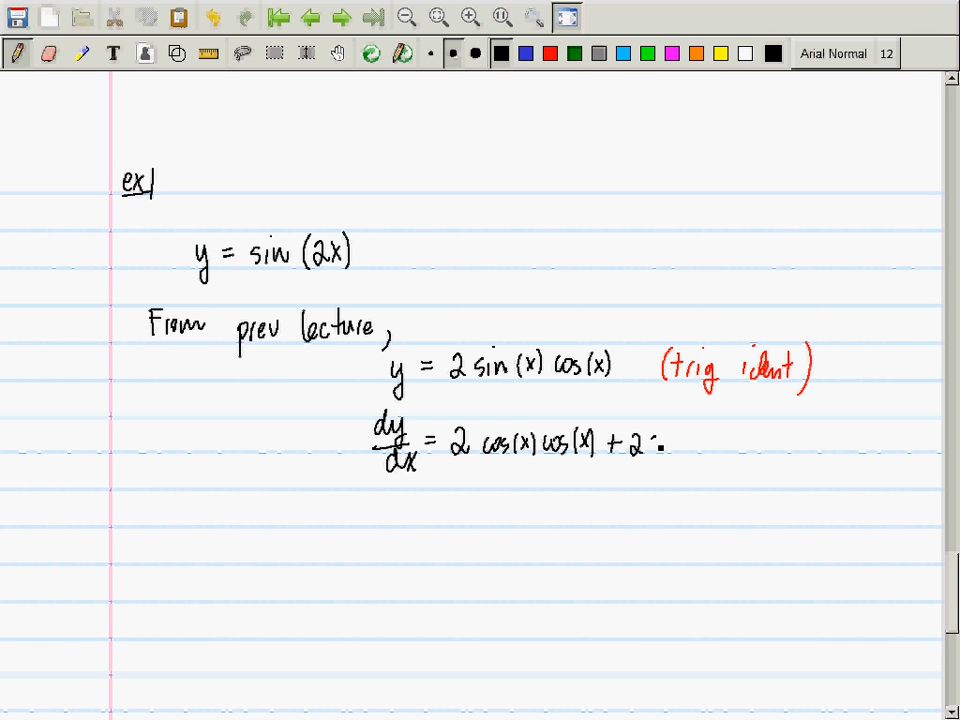 Arial Normal 12
ex1
y = sin (2x)
From prev lecture,
y = 2 sin(x) cos(x) (trig ident)
dy/dx = 2 cos(x) cos(x) + 2